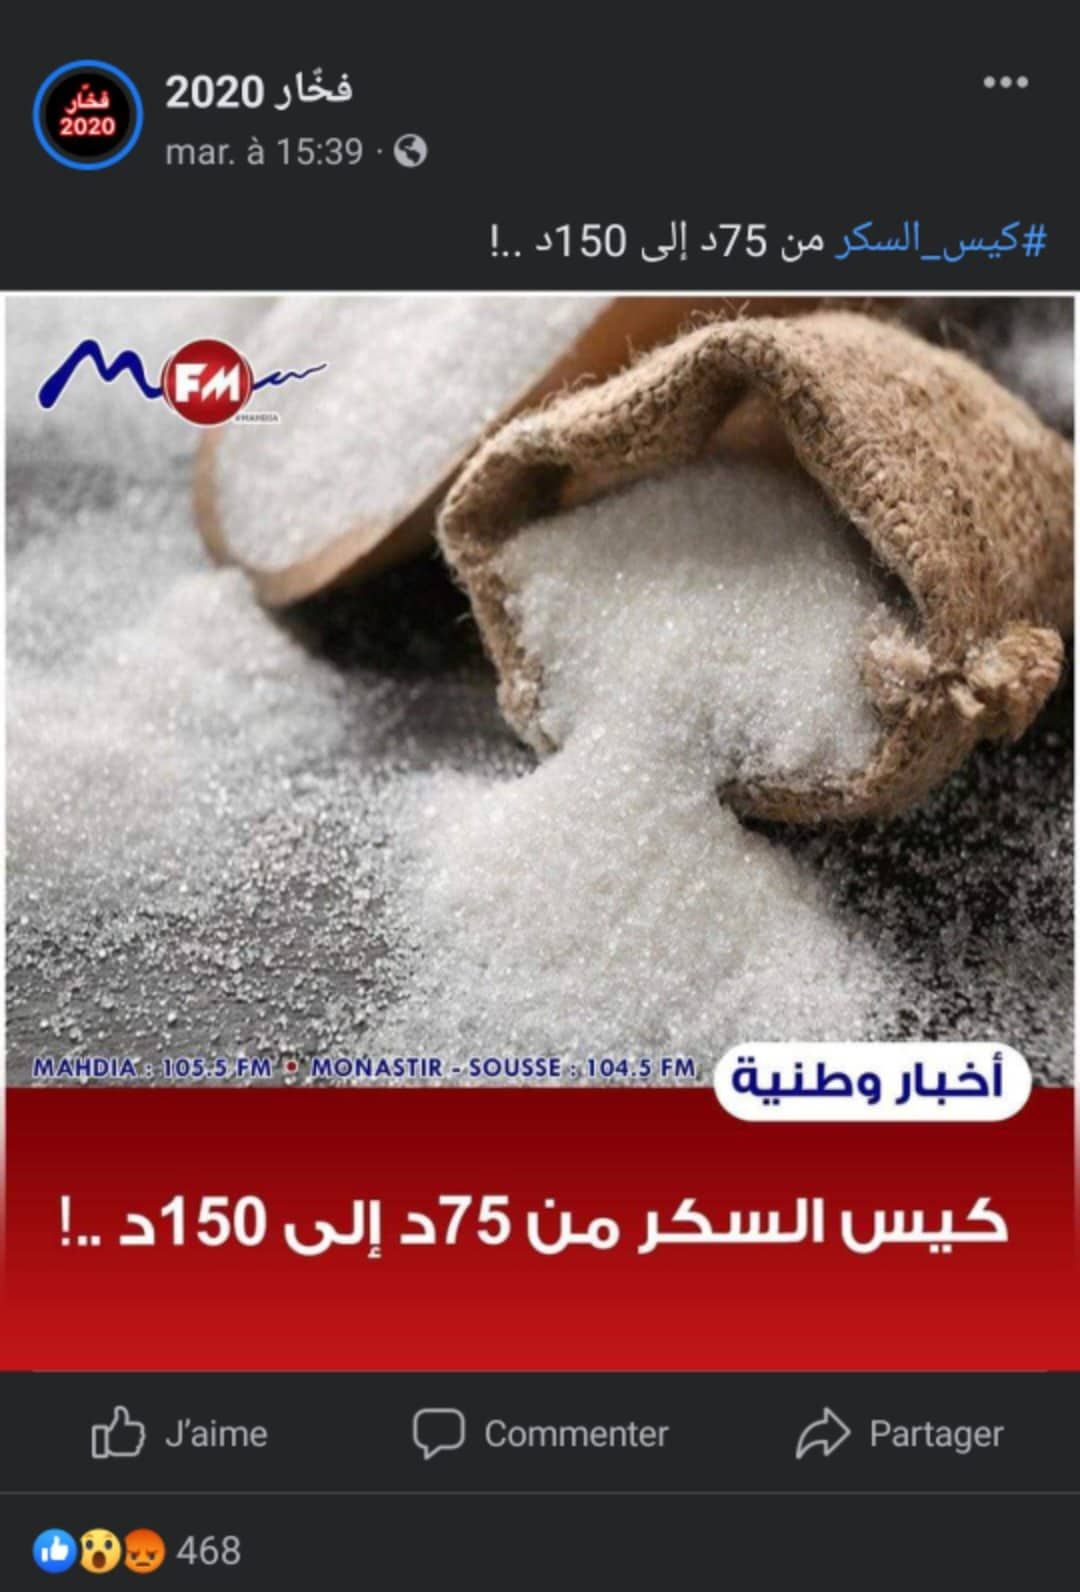 فخّار 2020
فخّار 2020
mar. à 15:39 ·
#كيس_السكر من 75د إلى 150د ..!
M FM
#MAHDIA
MAHDIA : 105.5 FM • MONASTIR - SOUSSE : 104.5 FM
أخبار وطنية
كيس السكر من 75د إلى 150د ..!
J'aime
Commenter
Partager
468